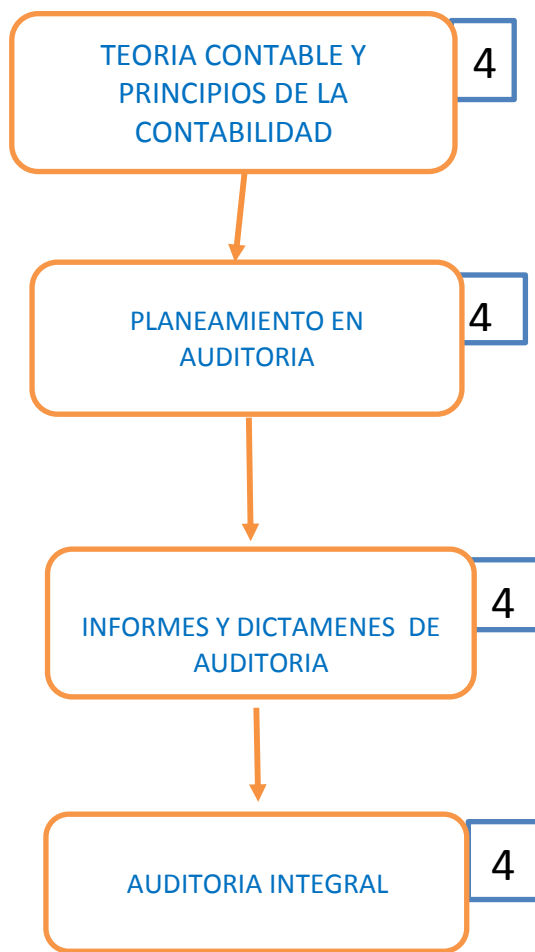 TEORIA CONTABLE Y
PRINCIPIOS DE LA
CONTABILIDAD
4
PLANEAMIENTO EN
AUDITORIA
4
INFORMES Y DICTAMENES DE
AUDITORIA
4
AUDITORIA INTEGRAL
4